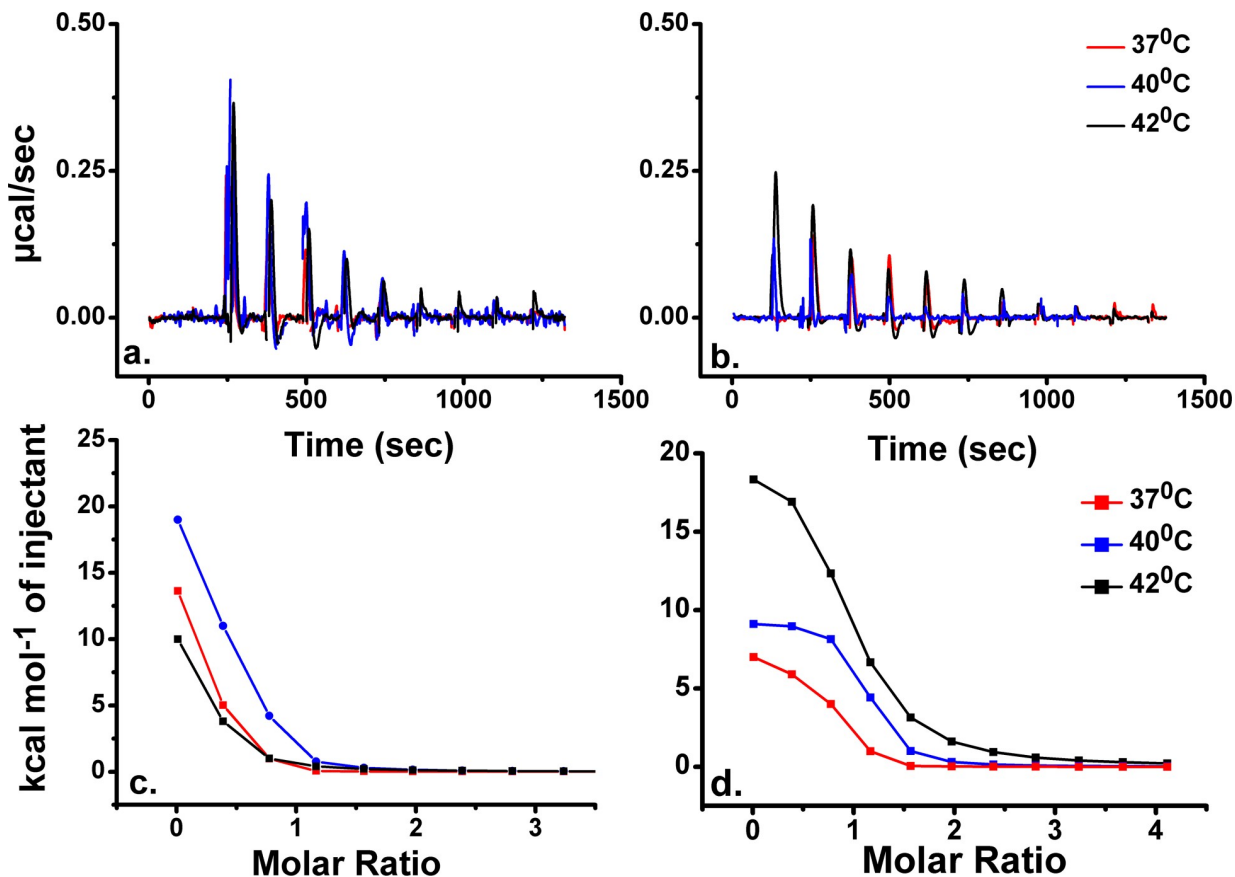 0.50
0.25
0.00
µcal/sec
a.
0
500
1000
1500
Time (sec)
0.50
0.25
0.00
37⁰C
40⁰C
42⁰C
b.
0
500
1000
1500
Time (sec)
25
20
15
10
5
0
kcal mol⁻¹ of injectant
c.
0
1
2
3
Molar Ratio
20
15
10
5
0
37⁰C
40⁰C
42⁰C
d.
0
1
2
3
4
Molar Ratio